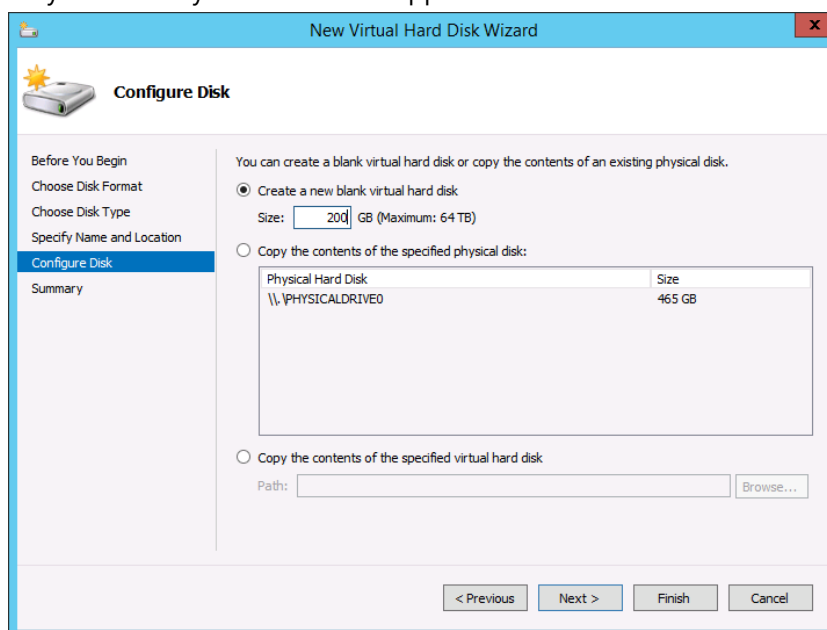 New Virtual Hard Disk Wizard
x
Configure Disk
Before You Begin
Choose Disk Format
Choose Disk Type
Specify Name and Location
Configure Disk
Summary
You can create a blank virtual hard disk or copy the contents of an existing physical disk.
Create a new blank virtual hard disk
Size: 200 GB (Maximum: 64 TB)
Copy the contents of the specified physical disk:
Physical Hard Disk Size
\\.\PHYSICALDRIVE0 465 GB
Copy the contents of the specified virtual hard disk
Path: Browse...
< Previous Next > Finish Cancel